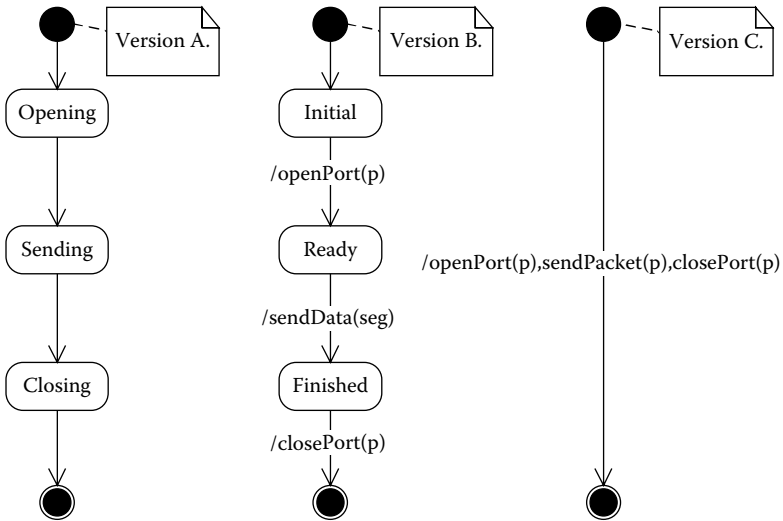 Version A.
Opening
Sending
Closing
Version B.
Initial
/openPort(p)
Ready
/sendData(seg)
Finished
/closePort(p)
Version C.
/openPort(p),sendPacket(p),closePort(p)